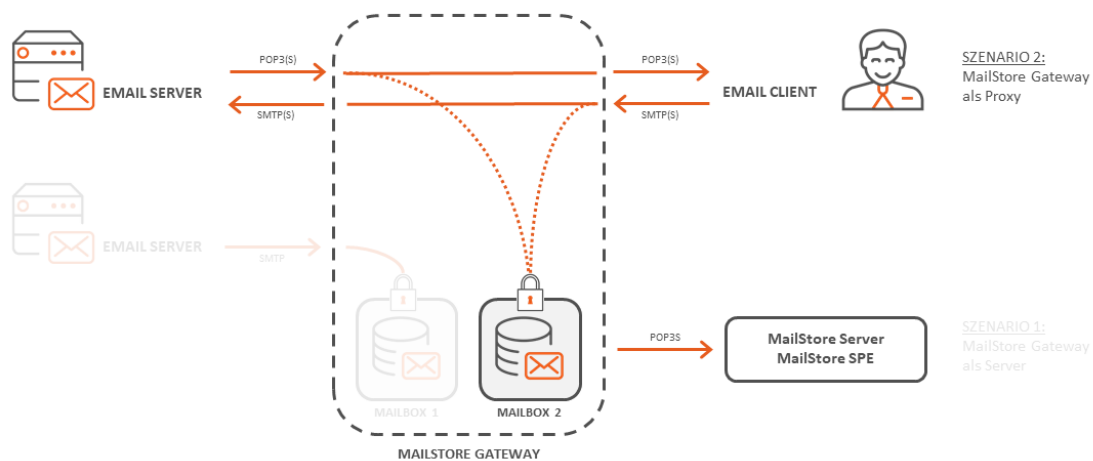 POP3(S)
POP3(S)
SZENARIO 2:
MailStore Gateway
als Proxy
EMAIL SERVER
EMAIL CLIENT
SMTP(S)
SMTP(S)
EMAIL SERVER
SMTP
POP3S
MailStore Server
MailStore SPE
SZENARIO 1:
MailStore Gateway
als Server
MAILBOX 1
MAILBOX 2
MAILSTORE GATEWAY